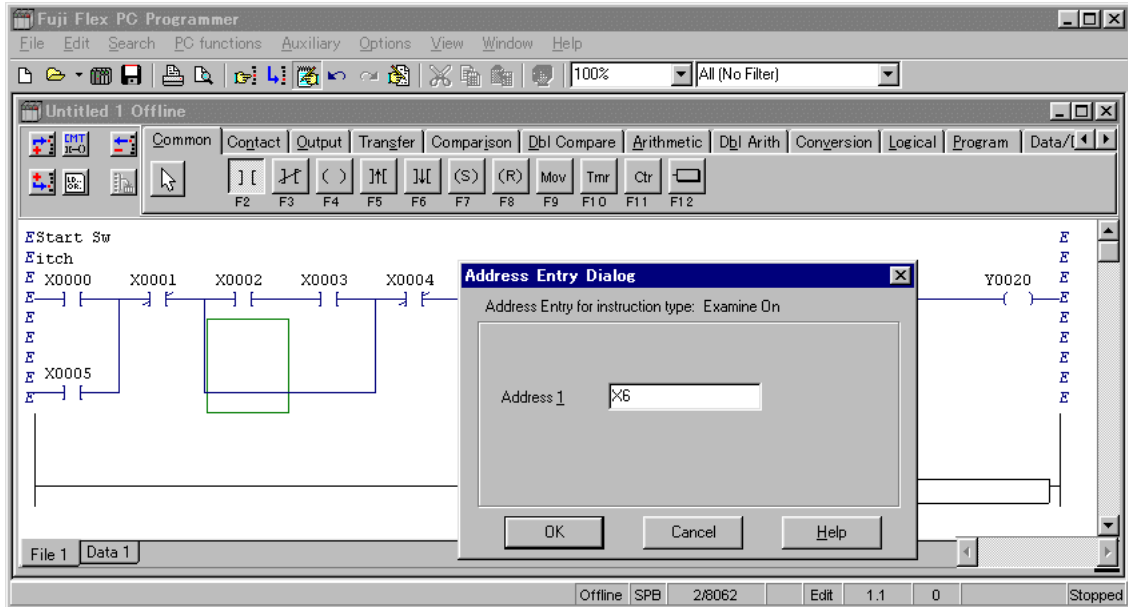 Fuji Flex PC Programmer
File Edit Search PC functions Auxiliary Options View Window Help
100% All (No Filter)
Untitled 1 Offline
Common Contact Output Transfer Comparison Dbl Compare Arithmetic Dbl Arith Conversion Logical Program Data/
CMT
LD..
OR.
(S) (R) Mov Tmr Ctr
F2 F3 F4 F5 F6 F7 F8 F9 F10 F11 F12
EStart Sw E
Eitch E
E X0000 X0001 X0002 X0003 X0004 Y0020 E
E E
E E
E E
E E
E X0005 E
E E
Address Entry Dialog
Address Entry for instruction type: Examine On
Address 1 X6
OK Cancel Help
File 1 Data 1
Offline SPB 2/8062 Edit 1.1 0 Stopped